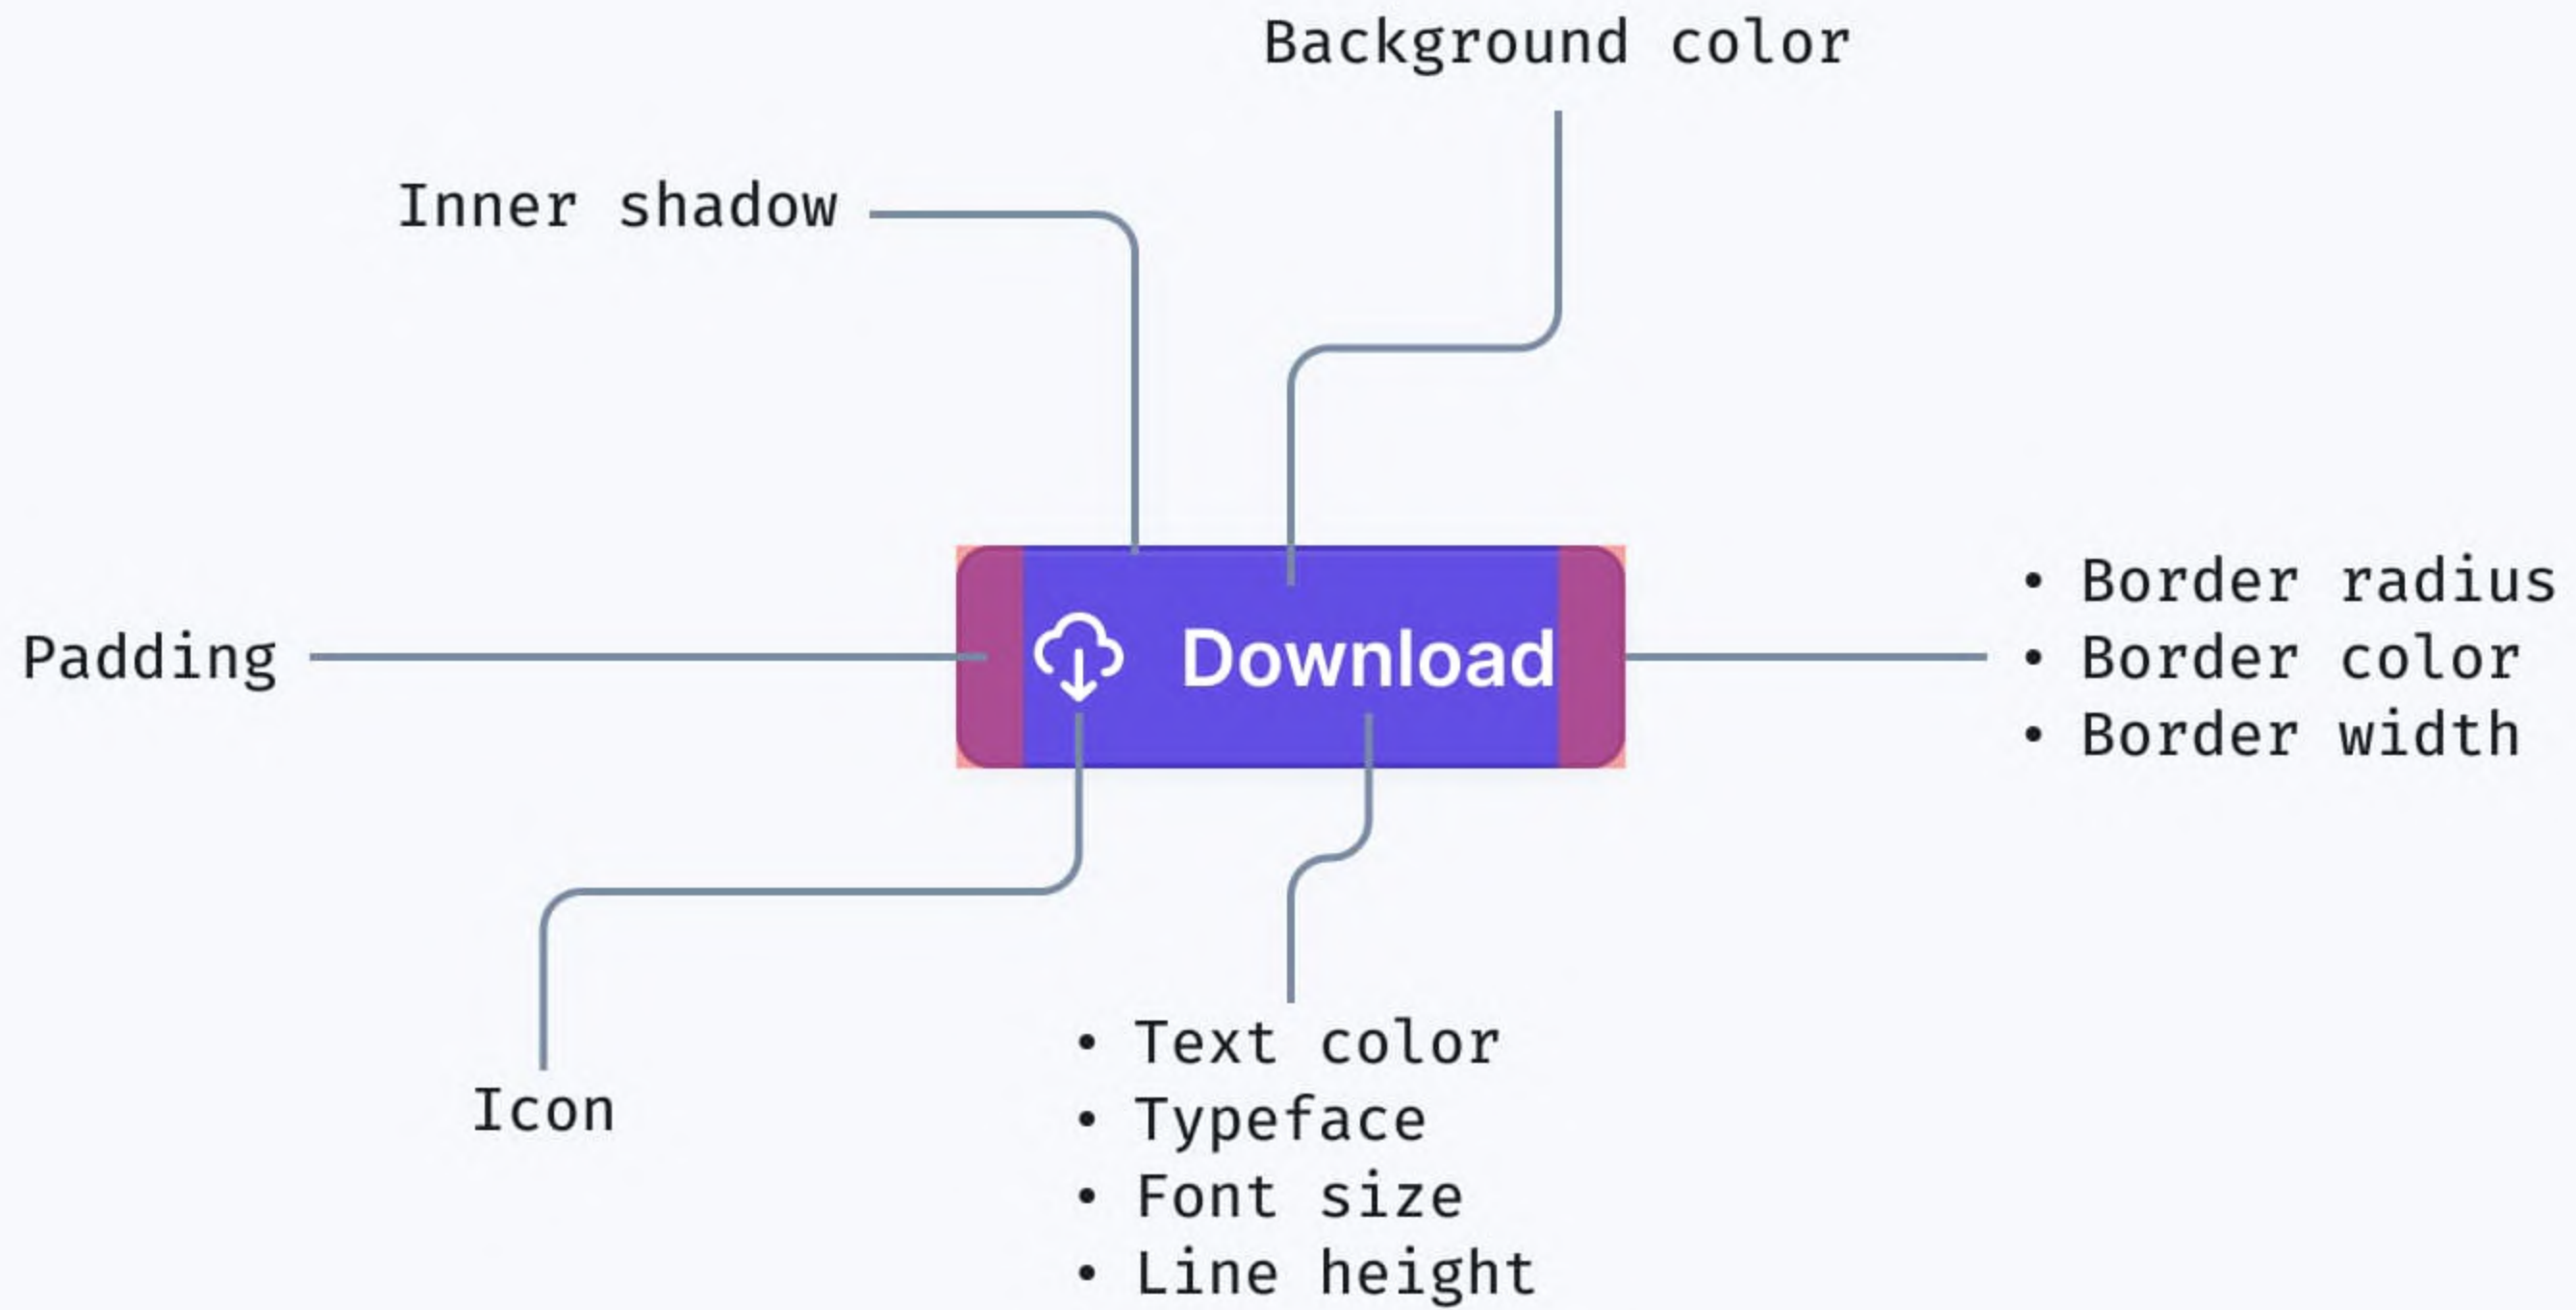 Background color
Inner shadow
Padding
Download
• Border radius
• Border color
• Border width
Icon
• Text color
• Typeface
• Font size
• Line height